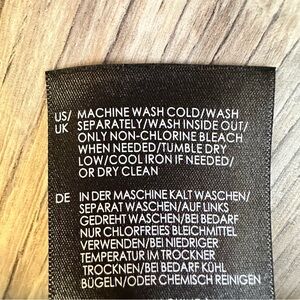 US/ MACHINE WASH COLD/WASH
UK SEPARATELY/WASH INSIDE OUT/
ONLY NON-CHLORINE BLEACH
WHEN NEEDED/TUMBLE DRY
LOW/COOL IRON IF NEEDED/
OR DRY CLEAN
DE IN DER MASCHINE KALT WASCHEN/
SEPARAT WASCHEN/AUF LINKS
GEDREHT WASCHEN/BEI BEDARF
NUR CHLORFREIES BLEICHMITTEL
VERWENDEN/BEI NIEDRIGER
TEMPERATUR IM TROCKNER
TROCKNEN/BEI BEDARF KÜHL
BÜGELN/ODER CHEMISCH REINIGEN